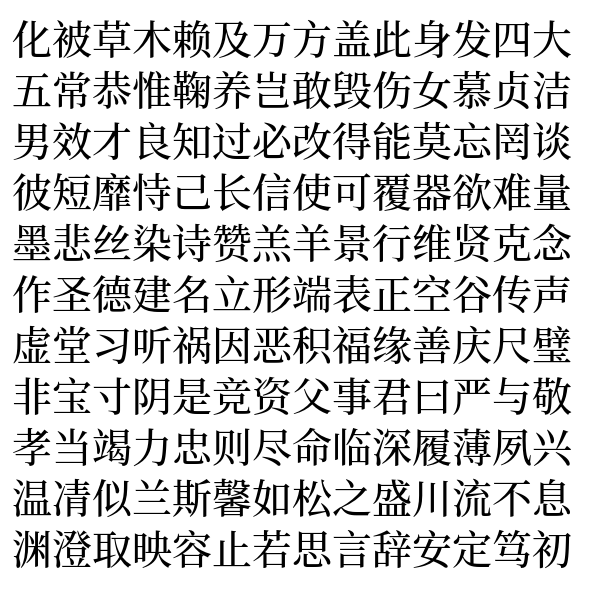 化被草木赖及万方盖此身发四大
五常恭惟鞠养岂敢毁伤女慕贞洁
男效才良知过必改得能莫忘罔谈
彼短靡恃己长信使可覆器欲难量
墨悲丝染诗赞羔羊景行维贤克念
作圣德建名立形端表正空谷传声
虚堂习听祸因恶积福缘善庆尺璧
非宝寸阴是竞资父事君曰严与敬
孝当竭力忠则尽命临深履薄夙兴
温凊似兰斯馨如松之盛川流不息
渊澄取映容止若思言辞安定笃初